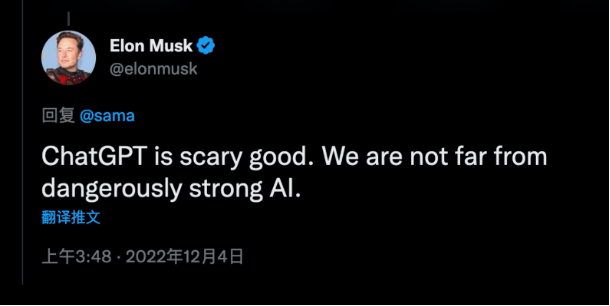 Elon Musk
@elonmusk
回复 @sama
ChatGPT is scary good. We are not far from
dangerously strong AI.
翻译推文
上午3:48 · 2022年12月4日